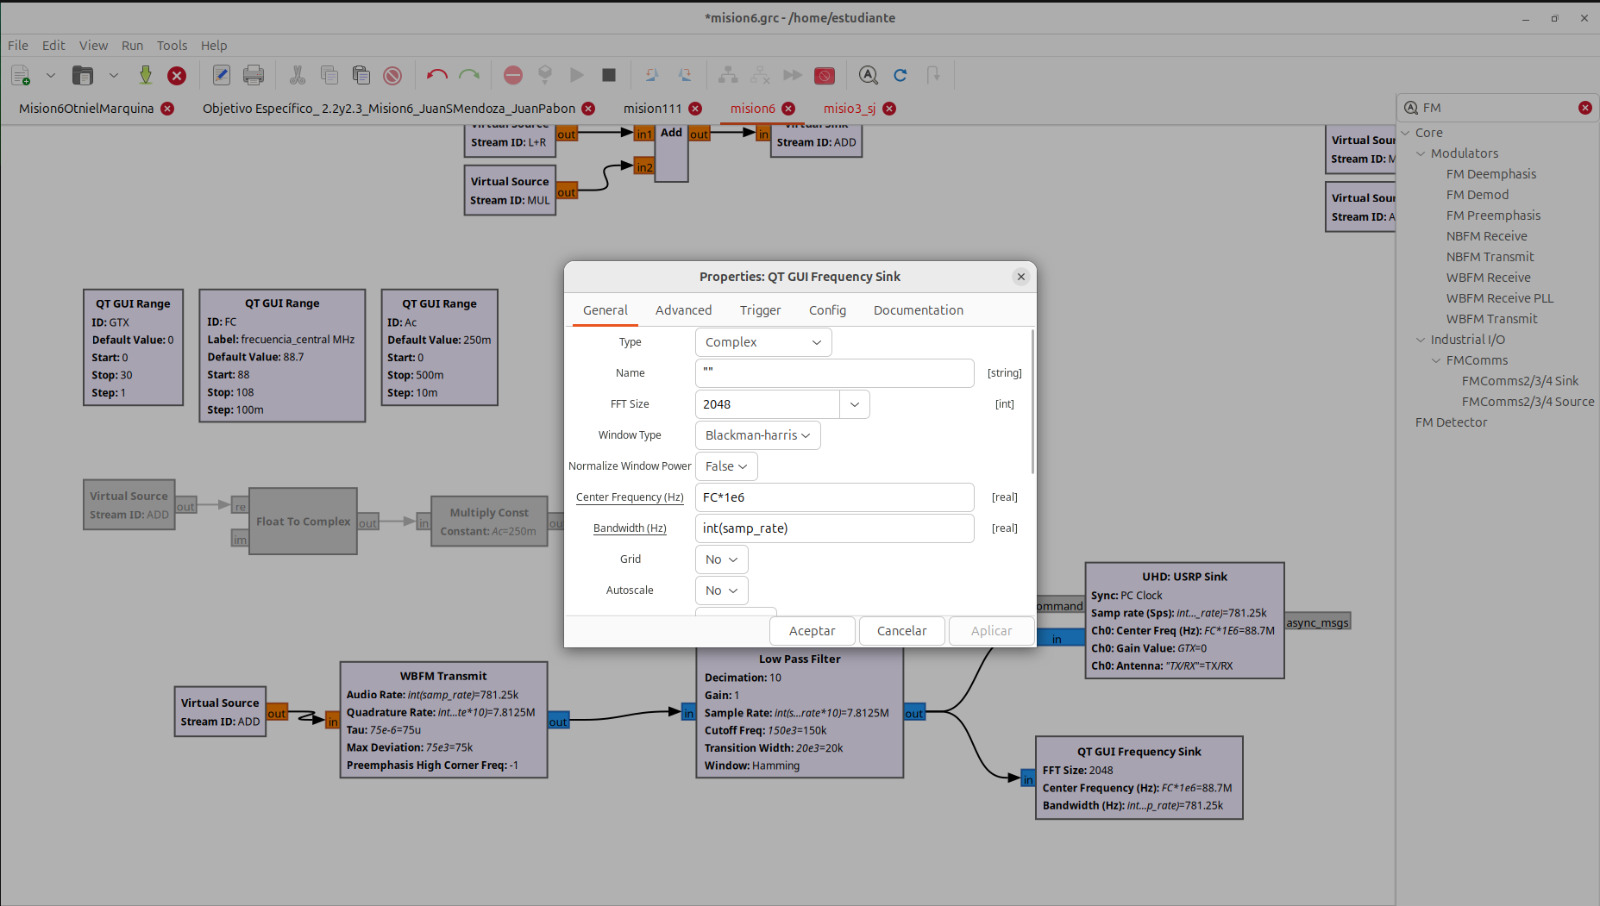 *mision6.grc - /home/estudiante
File Edit View Run Tools Help
Mision6OtnielMarquina
Objetivo Específico_ 2.2y2.3_Mision6_JuanSMendoza_JuanPabon
mision111
mision6
misio3_sj
FM
Core
Modulators
FM Deemphasis
FM Demod
FM Preemphasis
NBFM Receive
NBFM Transmit
WBFM Receive
WBFM Receive PLL
WBFM Transmit
Industrial I/O
FMComms
FMComms2/3/4 Sink
FMComms2/3/4 Source
FM Detector
Virtual Source
Stream ID: L+R
out
in1
Add
out
in2
in
Virtual Sink
Stream ID: ADD
Virtual Source
Stream ID: MUL
out
Virtual Sou
Stream ID: M
Virtual Sou
Stream ID: A
QT GUI Range
ID: GTX
Default Value: 0
Start: 0
Stop: 30
Step: 1
QT GUI Range
ID: FC
Label: frecuencia_central MHz
Default Value: 88.7
Start: 88
Stop: 108
Step: 100m
QT GUI Range
ID: Ac
Default Value: 250m
Start: 0
Stop: 500m
Step: 10m
Virtual Source
Stream ID: ADD
out
re
im
Float To Complex
out
in
Multiply Const
Constant: Ac=250m
ou
Properties: QT GUI Frequency Sink
General Advanced Trigger Config Documentation
Type Complex
Name "" [string]
FFT Size 2048 [int]
Window Type Blackman-harris
Normalize Window Power False
Center Frequency (Hz) FC*1e6 [real]
Bandwidth (Hz) int(samp_rate) [real]
Grid No
Autoscale No
Aceptar Cancelar Aplicar
ommand
in
UHD: USRP Sink
Sync: PC Clock
Samp rate (Sps): int..._rate)=781.25k
Ch0: Center Freq (Hz): FC*1E6=88.7M
Ch0: Gain Value: GTX=0
Ch0: Antenna: "TX/RX"=TX/RX
async_msgs
Virtual Source
Stream ID: ADD
out
in
WBFM Transmit
Audio Rate: int(samp_rate)=781.25k
Quadrature Rate: int...te*10)=7.8125M
Tau: 75e-6=75u
Max Deviation: 75e3=75k
Preemphasis High Corner Freq: -1
out
in
Low Pass Filter
Decimation: 10
Gain: 1
Sample Rate: int(s...rate*10)=7.8125M
Cutoff Freq: 150e3=150k
Transition Width: 20e3=20k
Window: Hamming
out
in
QT GUI Frequency Sink
FFT Size: 2048
Center Frequency (Hz): FC*1e6=88.7M
Bandwidth (Hz): int...p_rate)=781.25k